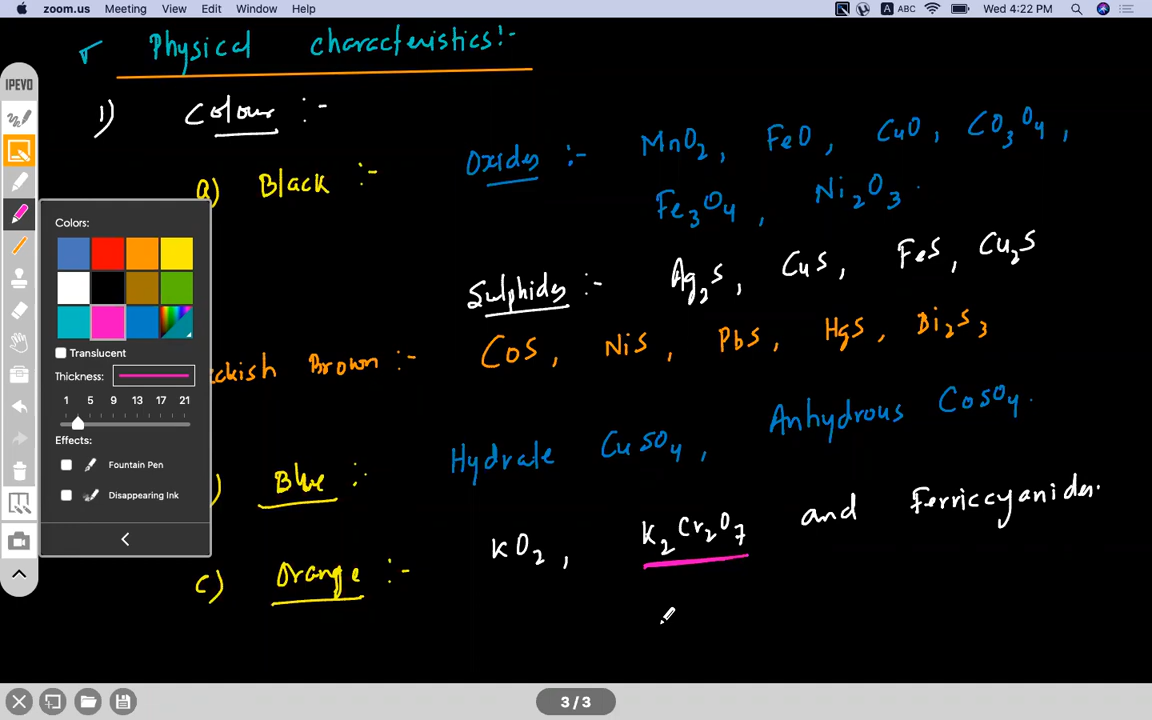 zoom.us Meeting View Edit Window Help ABC Wed 4:22 PM
Physical characteristics:-
IPEVO
1) Colour :-
a) Black :- Oxides :- MnO2, FeO, CuO, CO3O4,
Fe3O4, Ni2O3.
Sulphides :- Ag2S, CuS, FeS, Cu2S
ckish Brown :- CoS, NiS, PbS, HgS, Bi2S3
) Blue :- Hydrate CuSO4, Anhydrous CoSO4.
C) Orange :- KO2, K2Cr2O7 and Ferriccyanides.
Colors:
Translucent
Thickness:
1 5 9 13 17 21
Effects:
Fountain Pen
Disappearing Ink
3/3